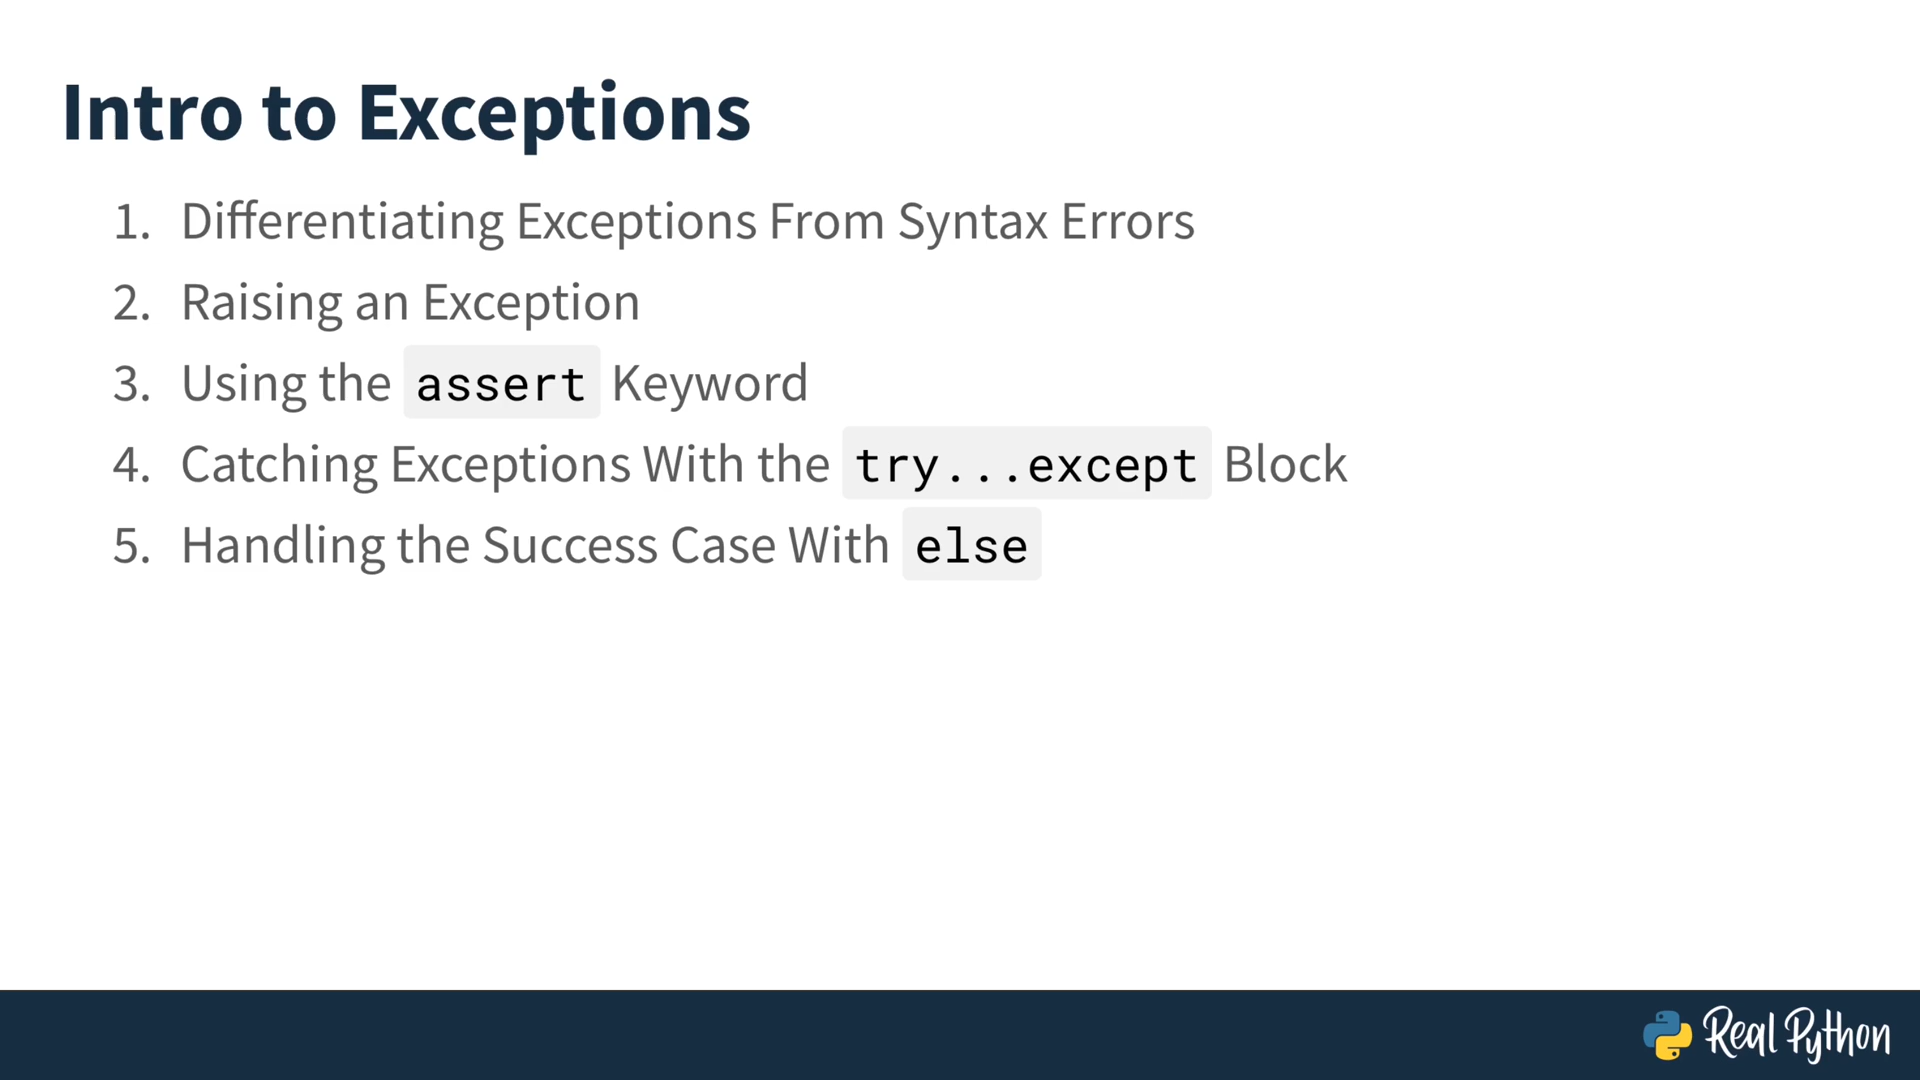 Intro to Exceptions
1. Differentiating Exceptions From Syntax Errors
2. Raising an Exception
3. Using the assert Keyword
4. Catching Exceptions With the try...except Block
5. Handling the Success Case With else
Real Python